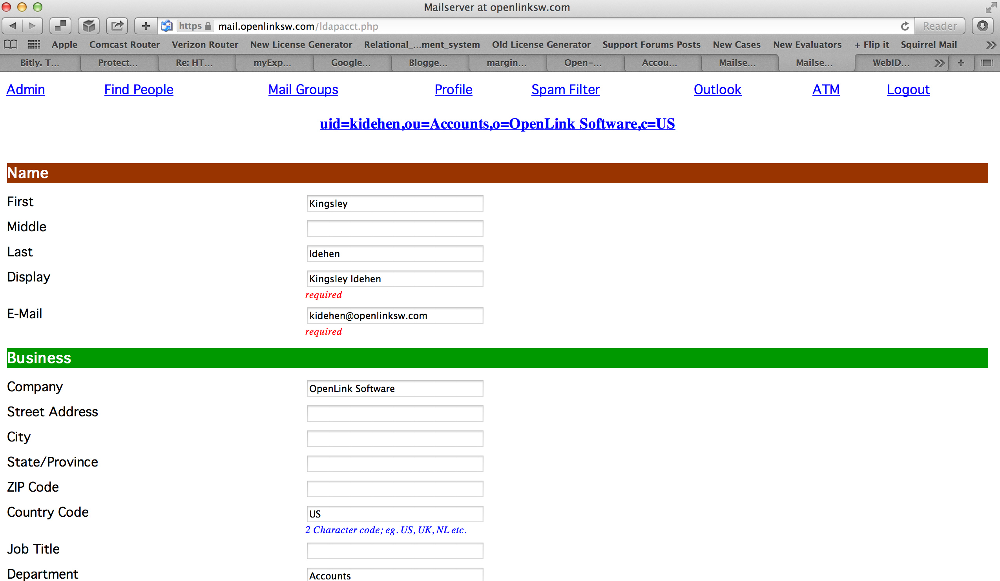 Mailserver at openlinksw.com
https mail.openlinksw.com/ldapacct.php Reader
Apple Comcast Router Verizon Router New License Generator Relational_...ment_system Old License Generator Support Forums Posts New Cases New Evaluators + Flip it Squirrel Mail
Bitly. T... Protect... Re: HT... myExp... Google... Blogge... margin... Open-... Accou... Mailse... Mailse... WebID...
Admin Find People Mail Groups Profile Spam Filter Outlook ATM Logout
uid=kidehen,ou=Accounts,o=OpenLink Software,c=US
Name
First Kingsley
Middle
Last Idehen
Display Kingsley Idehen
required
E-Mail kidehen@openlinksw.com
required
Business
Company OpenLink Software
Street Address
City
State/Province
ZIP Code
Country Code US
2 Character code; eg. US, UK, NL etc.
Job Title
Department Accounts